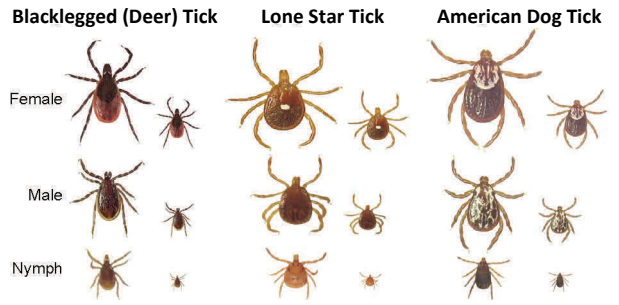 Blacklegged (Deer) Tick Lone Star Tick American Dog Tick
Female
Male
Nymph